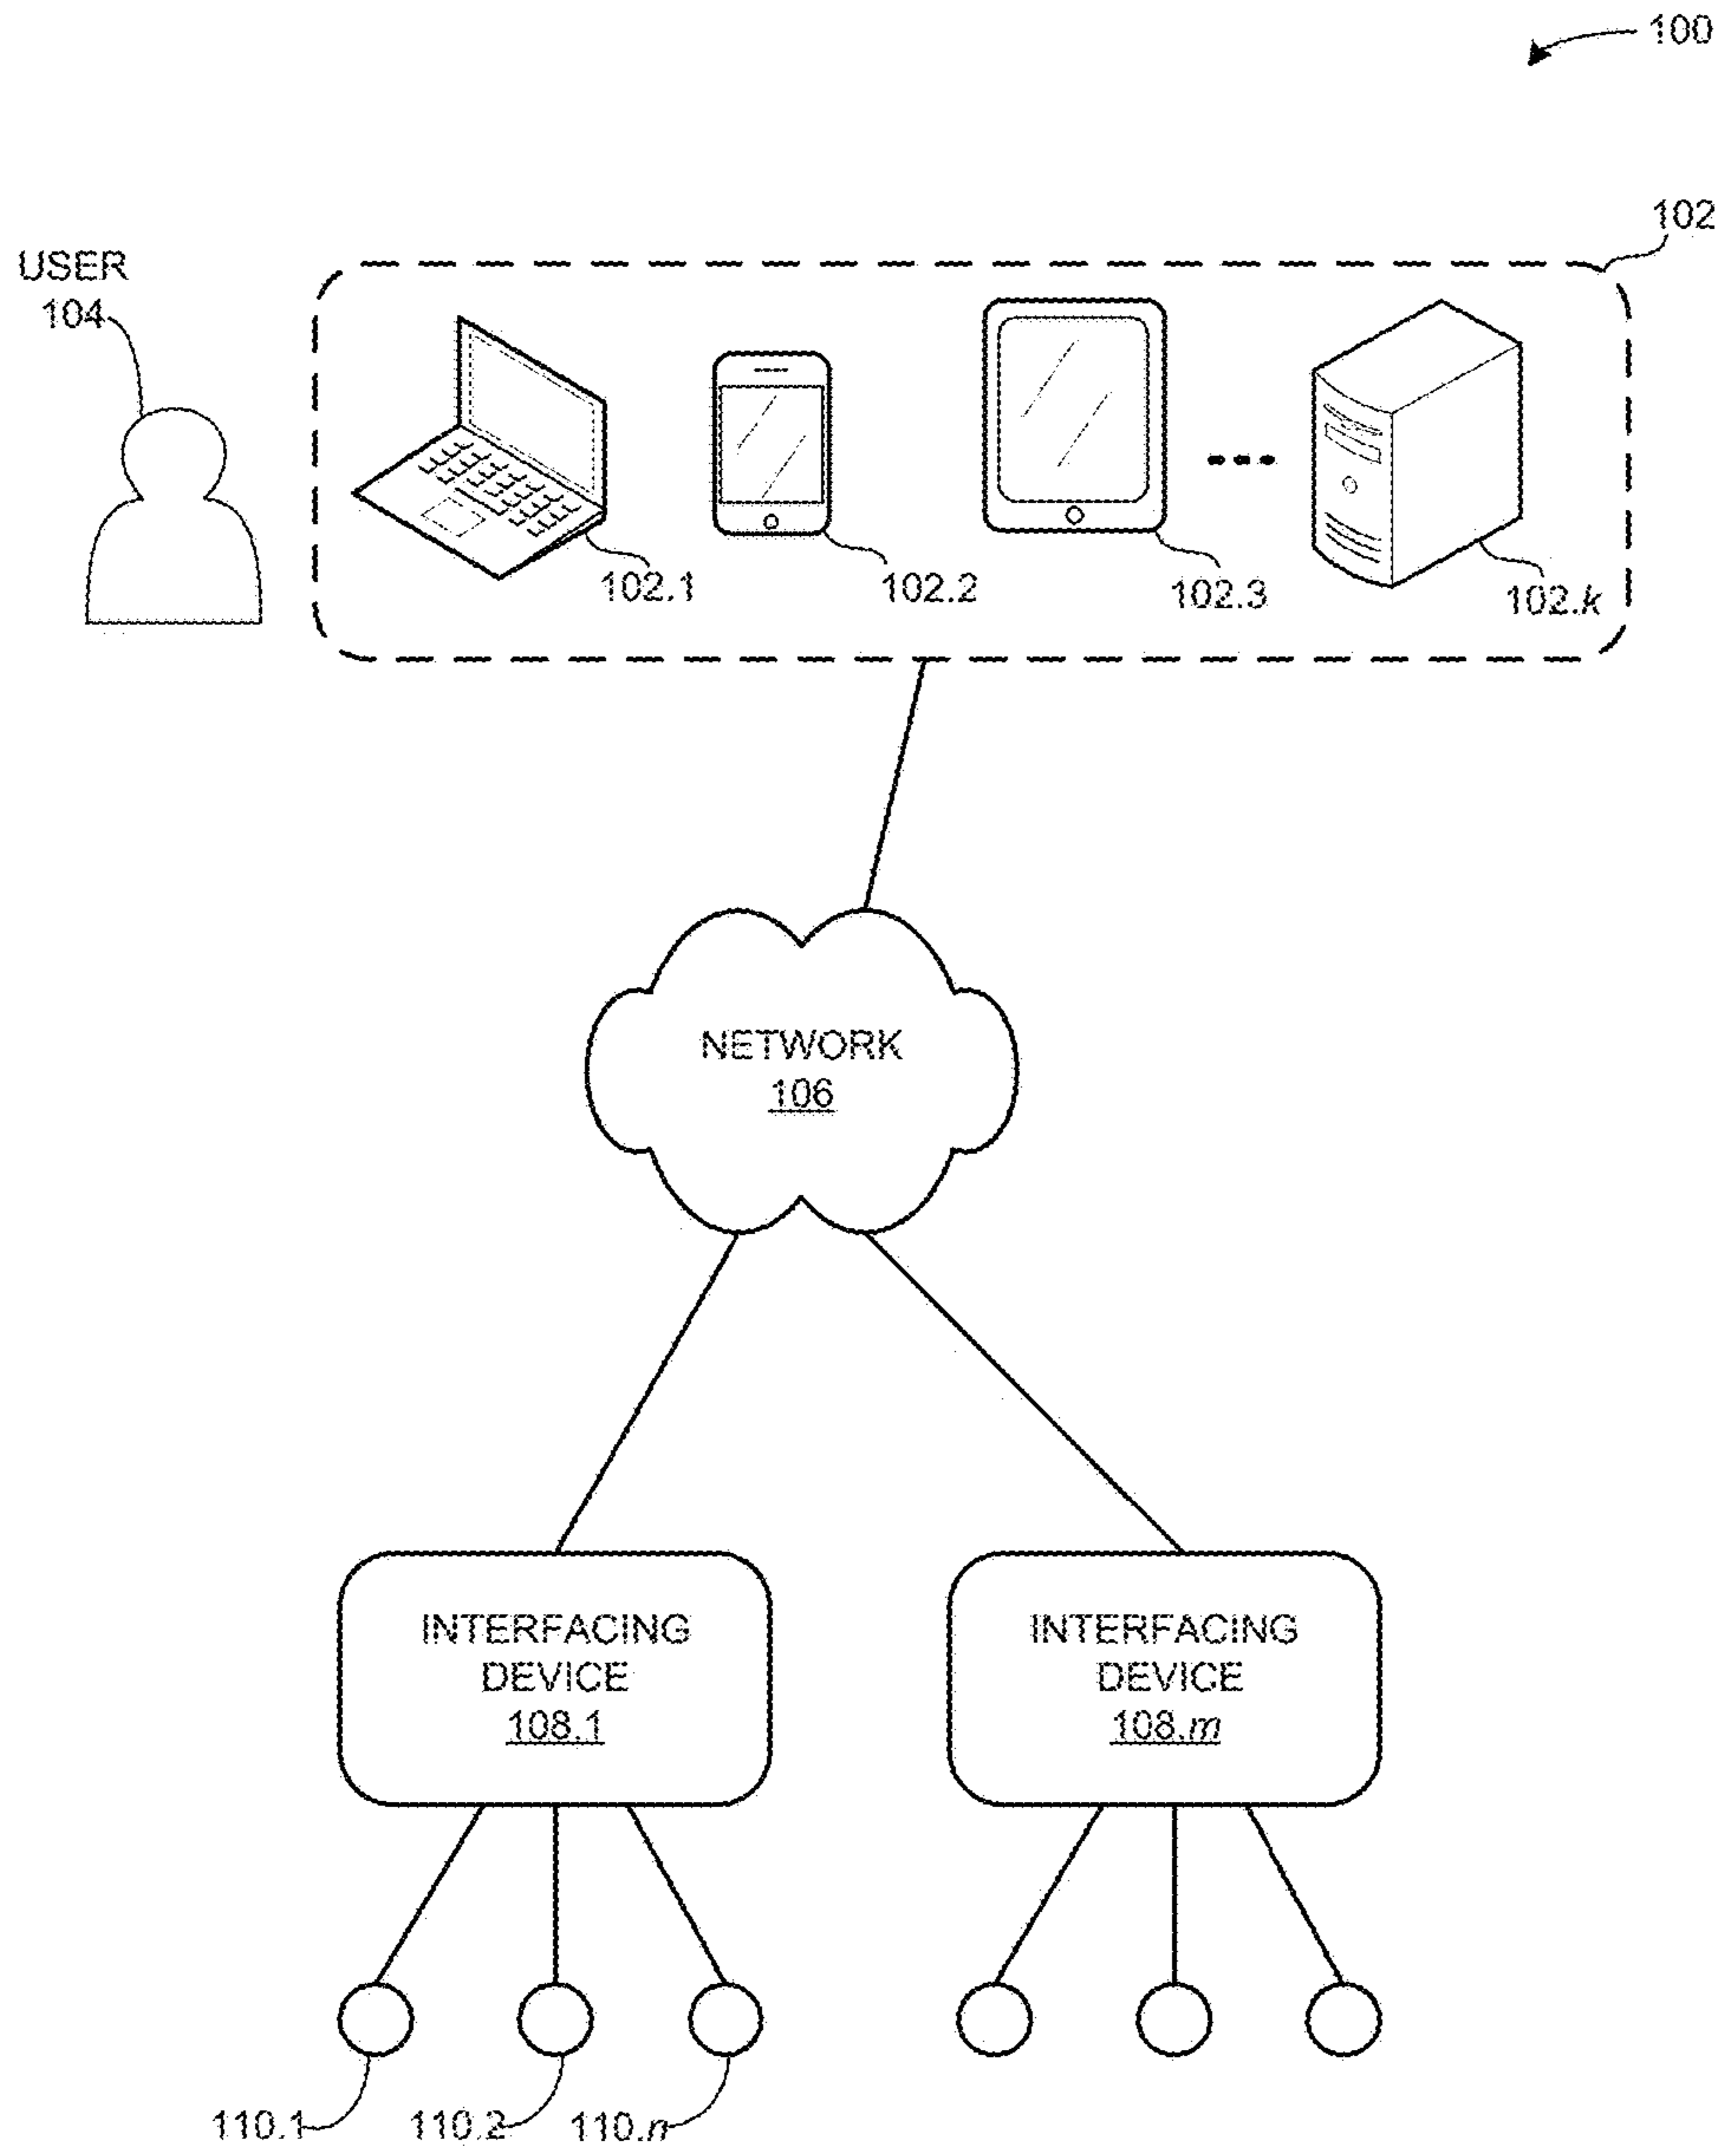 100
102
USER
104
102.1
102.2
102.3
102.k
NETWORK
106
INTERFACING
DEVICE
108.1
INTERFACING
DEVICE
108.m
110.1
110.2
110.n